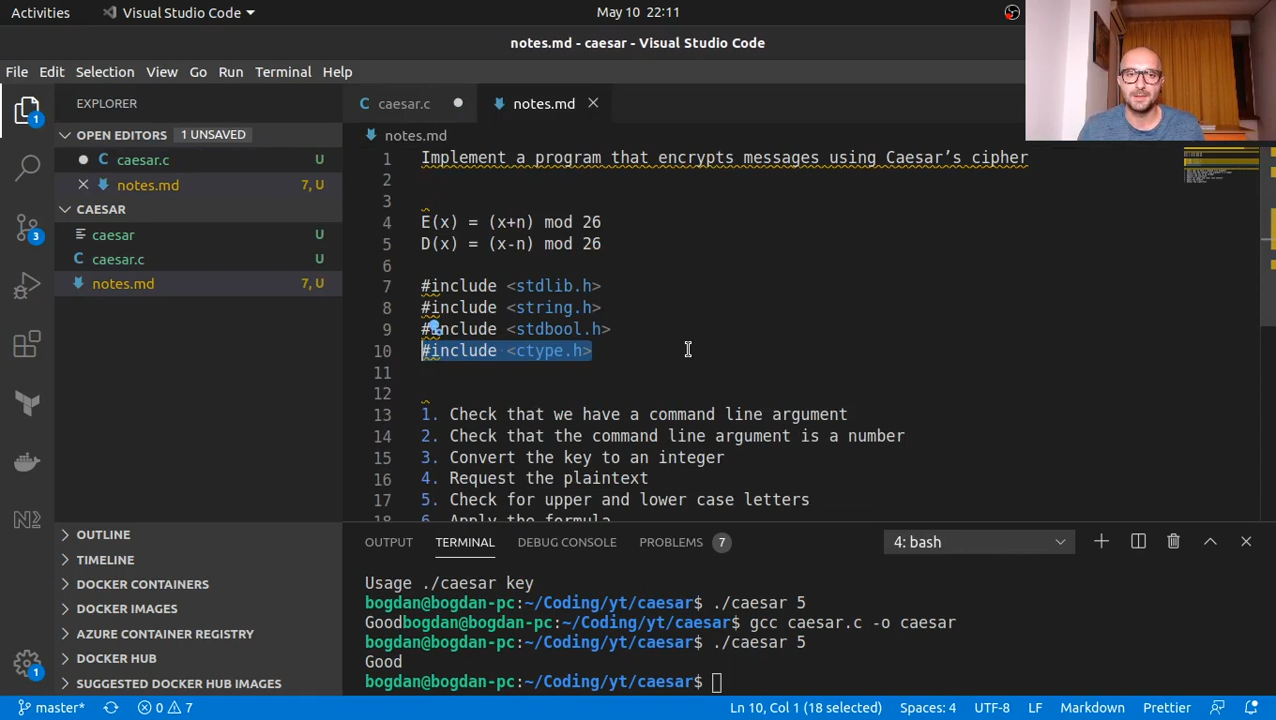 Activities
Visual Studio Code
May 10 22:11
notes.md - caesar - Visual Studio Code
File Edit Selection View Go Run Terminal Help
EXPLORER
OPEN EDITORS 1 UNSAVED
caesar.c U
notes.md 7, U
CAESAR
caesar U
caesar.c U
notes.md 7, U
OUTLINE
TIMELINE
DOCKER CONTAINERS
DOCKER IMAGES
AZURE CONTAINER REGISTRY
DOCKER HUB
SUGGESTED DOCKER HUB IMAGES
1
3
N2
1
caesar.c
notes.md
notes.md
1 Implement a program that encrypts messages using Caesar’s cipher
2
3
4 E(x) = (x+n) mod 26
5 D(x) = (x-n) mod 26
6
7 #include <stdlib.h>
8 #include <string.h>
9 #include <stdbool.h>
10 #include <ctype.h>
11
12
13 1. Check that we have a command line argument
14 2. Check that the command line argument is a number
15 3. Convert the key to an integer
16 4. Request the plaintext
17 5. Check for upper and lower case letters
18 6. Apply the formula
OUTPUT TERMINAL DEBUG CONSOLE PROBLEMS 7 4: bash
Usage ./caesar key
bogdan@bogdan-pc:~/Coding/yt/caesar$ ./caesar 5
Goodbogdan@bogdan-pc:~/Coding/yt/caesar$ gcc caesar.c -o caesar
bogdan@bogdan-pc:~/Coding/yt/caesar$ ./caesar 5
Good
bogdan@bogdan-pc:~/Coding/yt/caesar$
master* 0 7 Ln 10, Col 1 (18 selected) Spaces: 4 UTF-8 LF Markdown Prettier